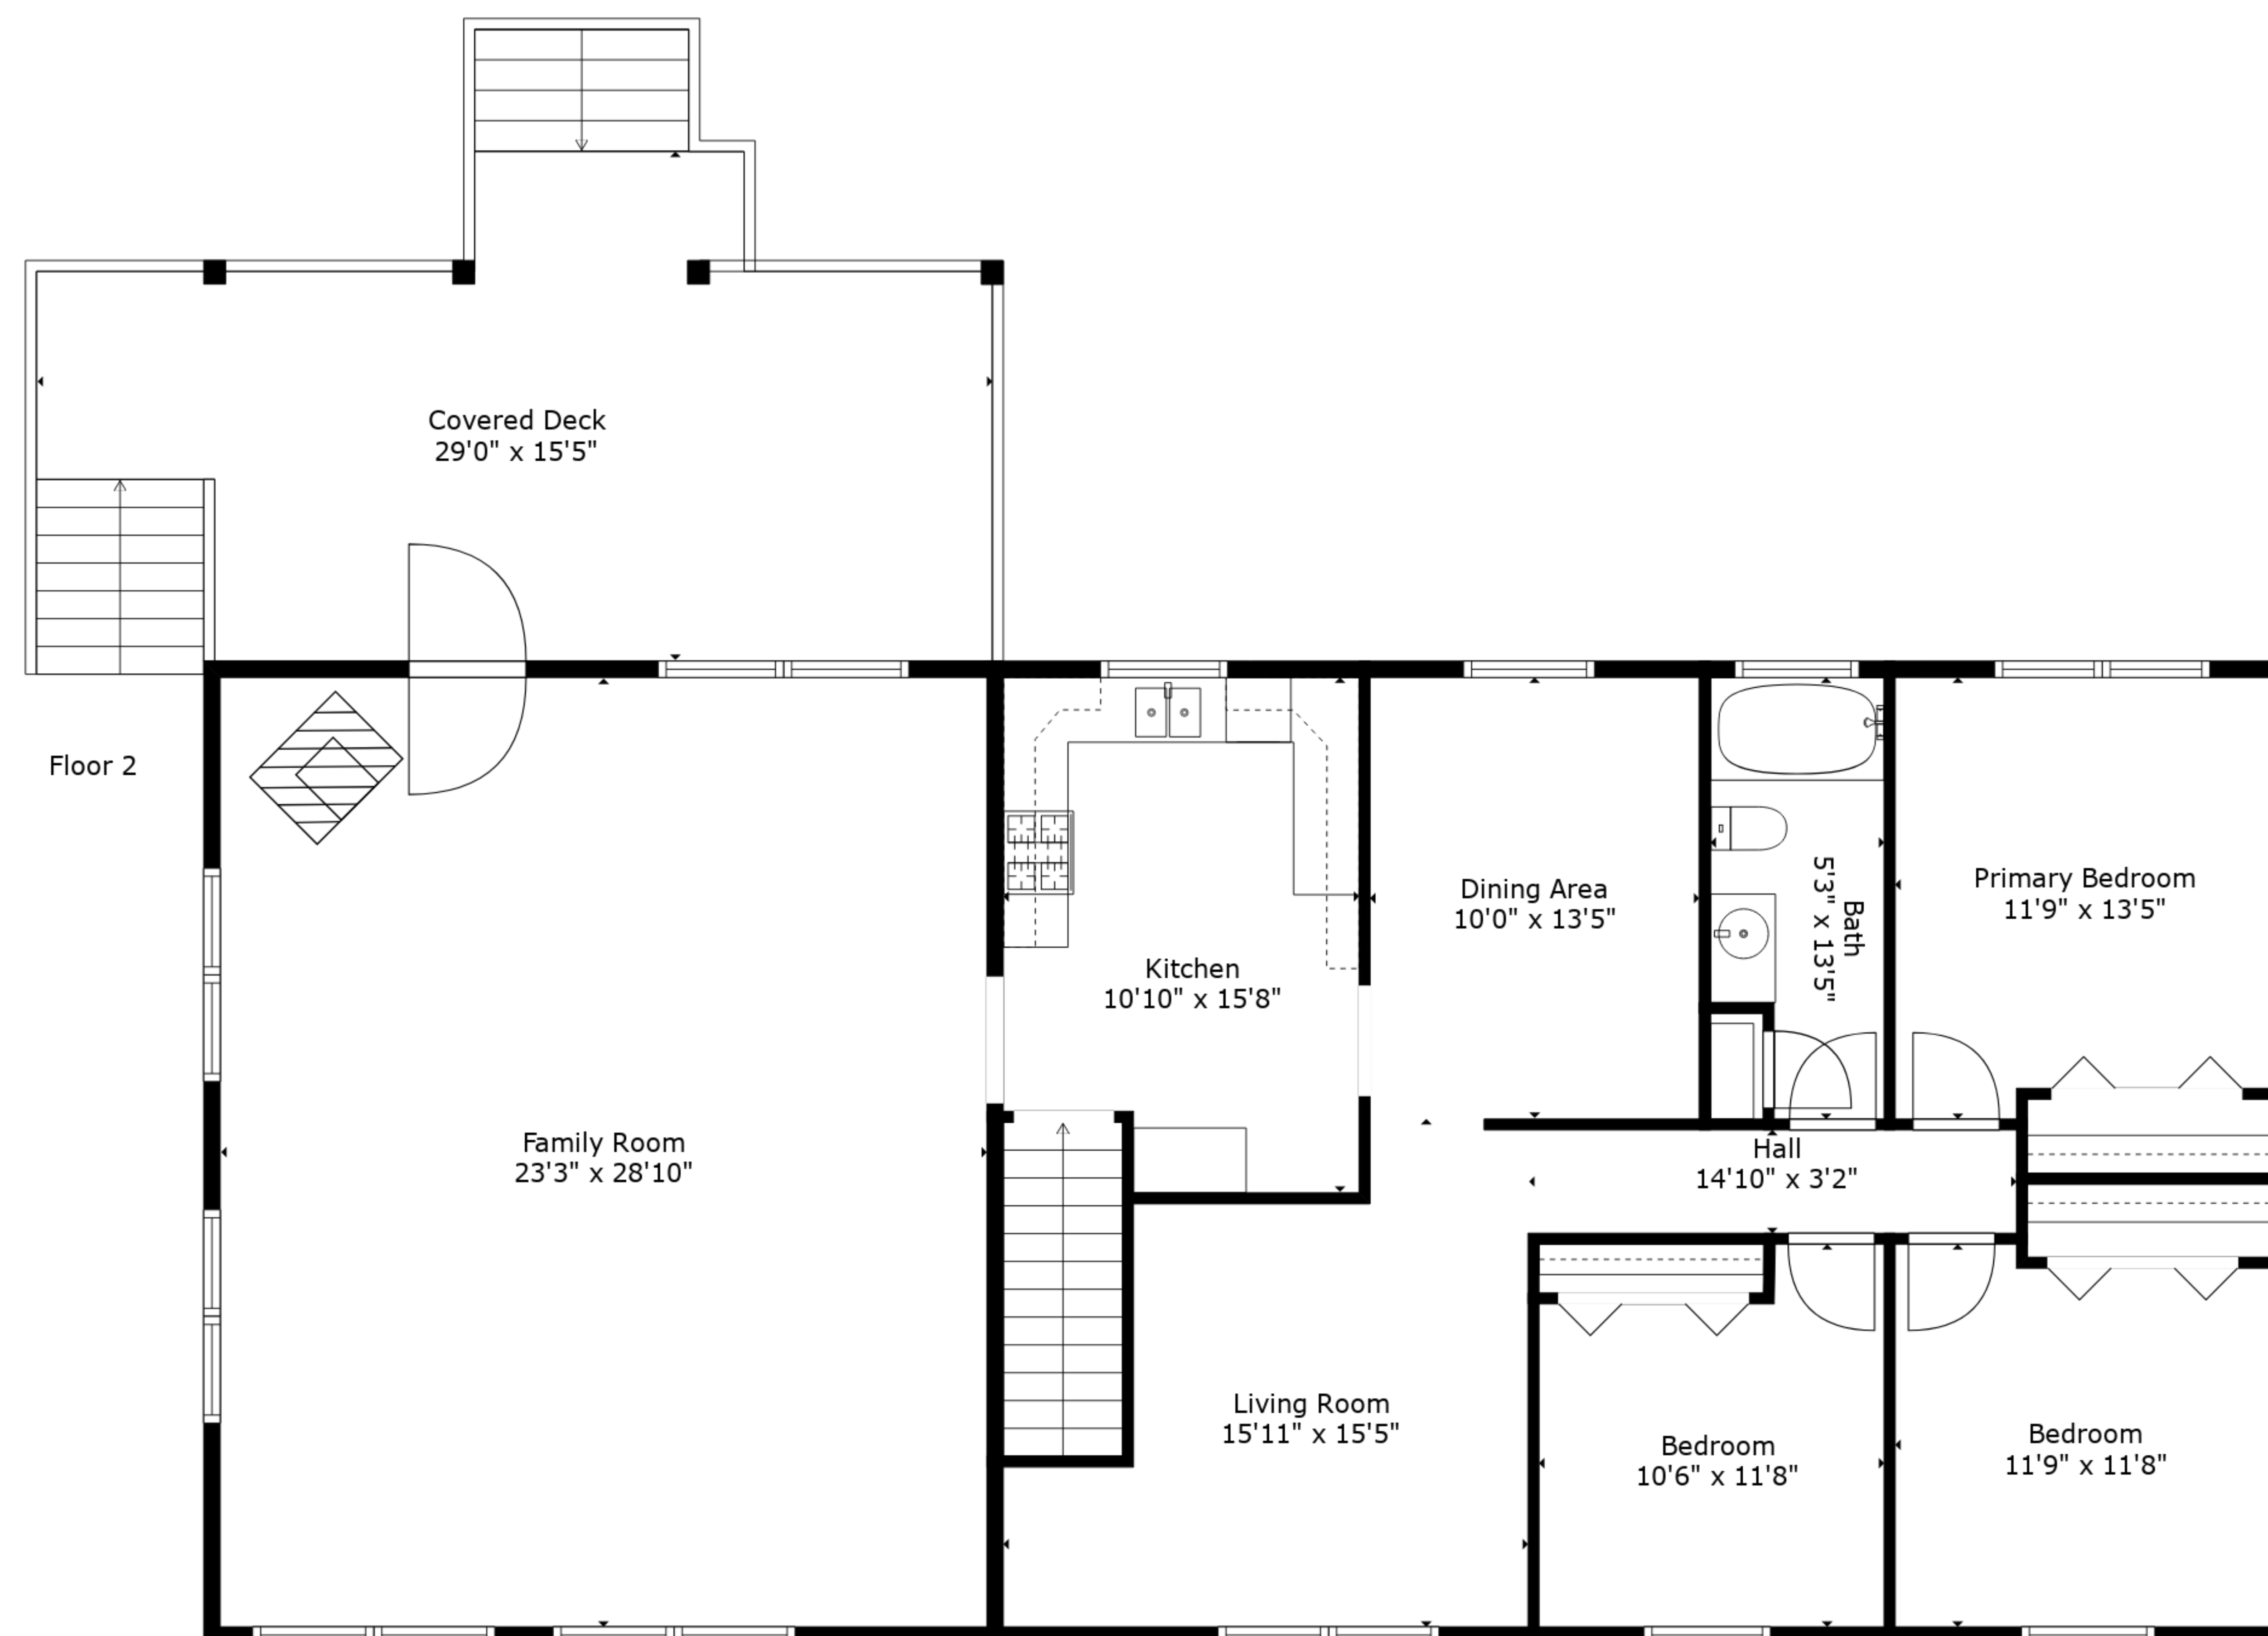 Covered Deck
29'0" x 15'5"
Floor 2
Family Room
23'3" x 28'10"
Kitchen
10'10" x 15'8"
Dining Area
10'0" x 13'5"
Bath
5'3" x 13'5"
Primary Bedroom
11'9" x 13'5"
Hall
14'10" x 3'2"
Living Room
15'11" x 15'5"
Bedroom
10'6" x 11'8"
Bedroom
11'9" x 11'8"